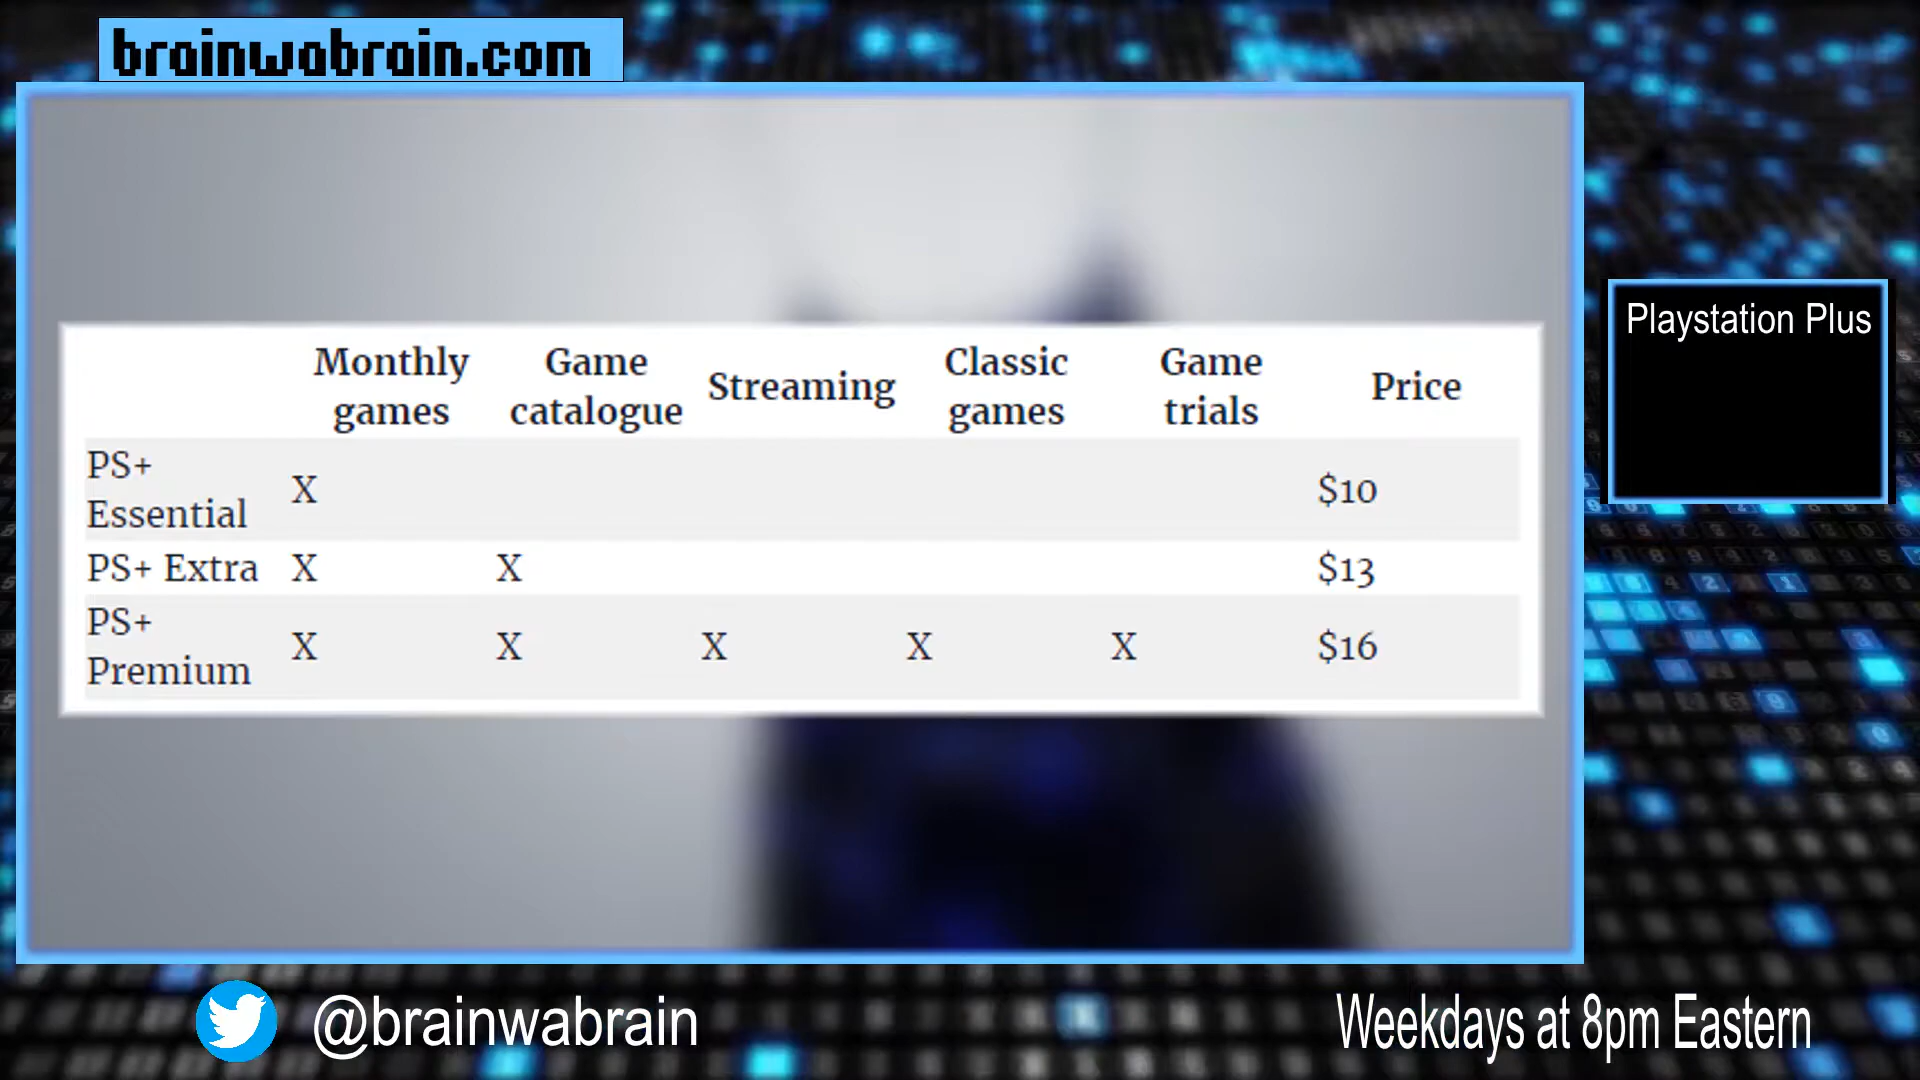 brainwabrain.com
Monthly games
Game catalogue
Streaming
Classic games
Game trials
Price
PS+ Essential X $10
PS+ Extra X X $13
PS+ Premium X X X X X $16
Playstation Plus
@brainwabrain
Weekdays at 8pm Eastern